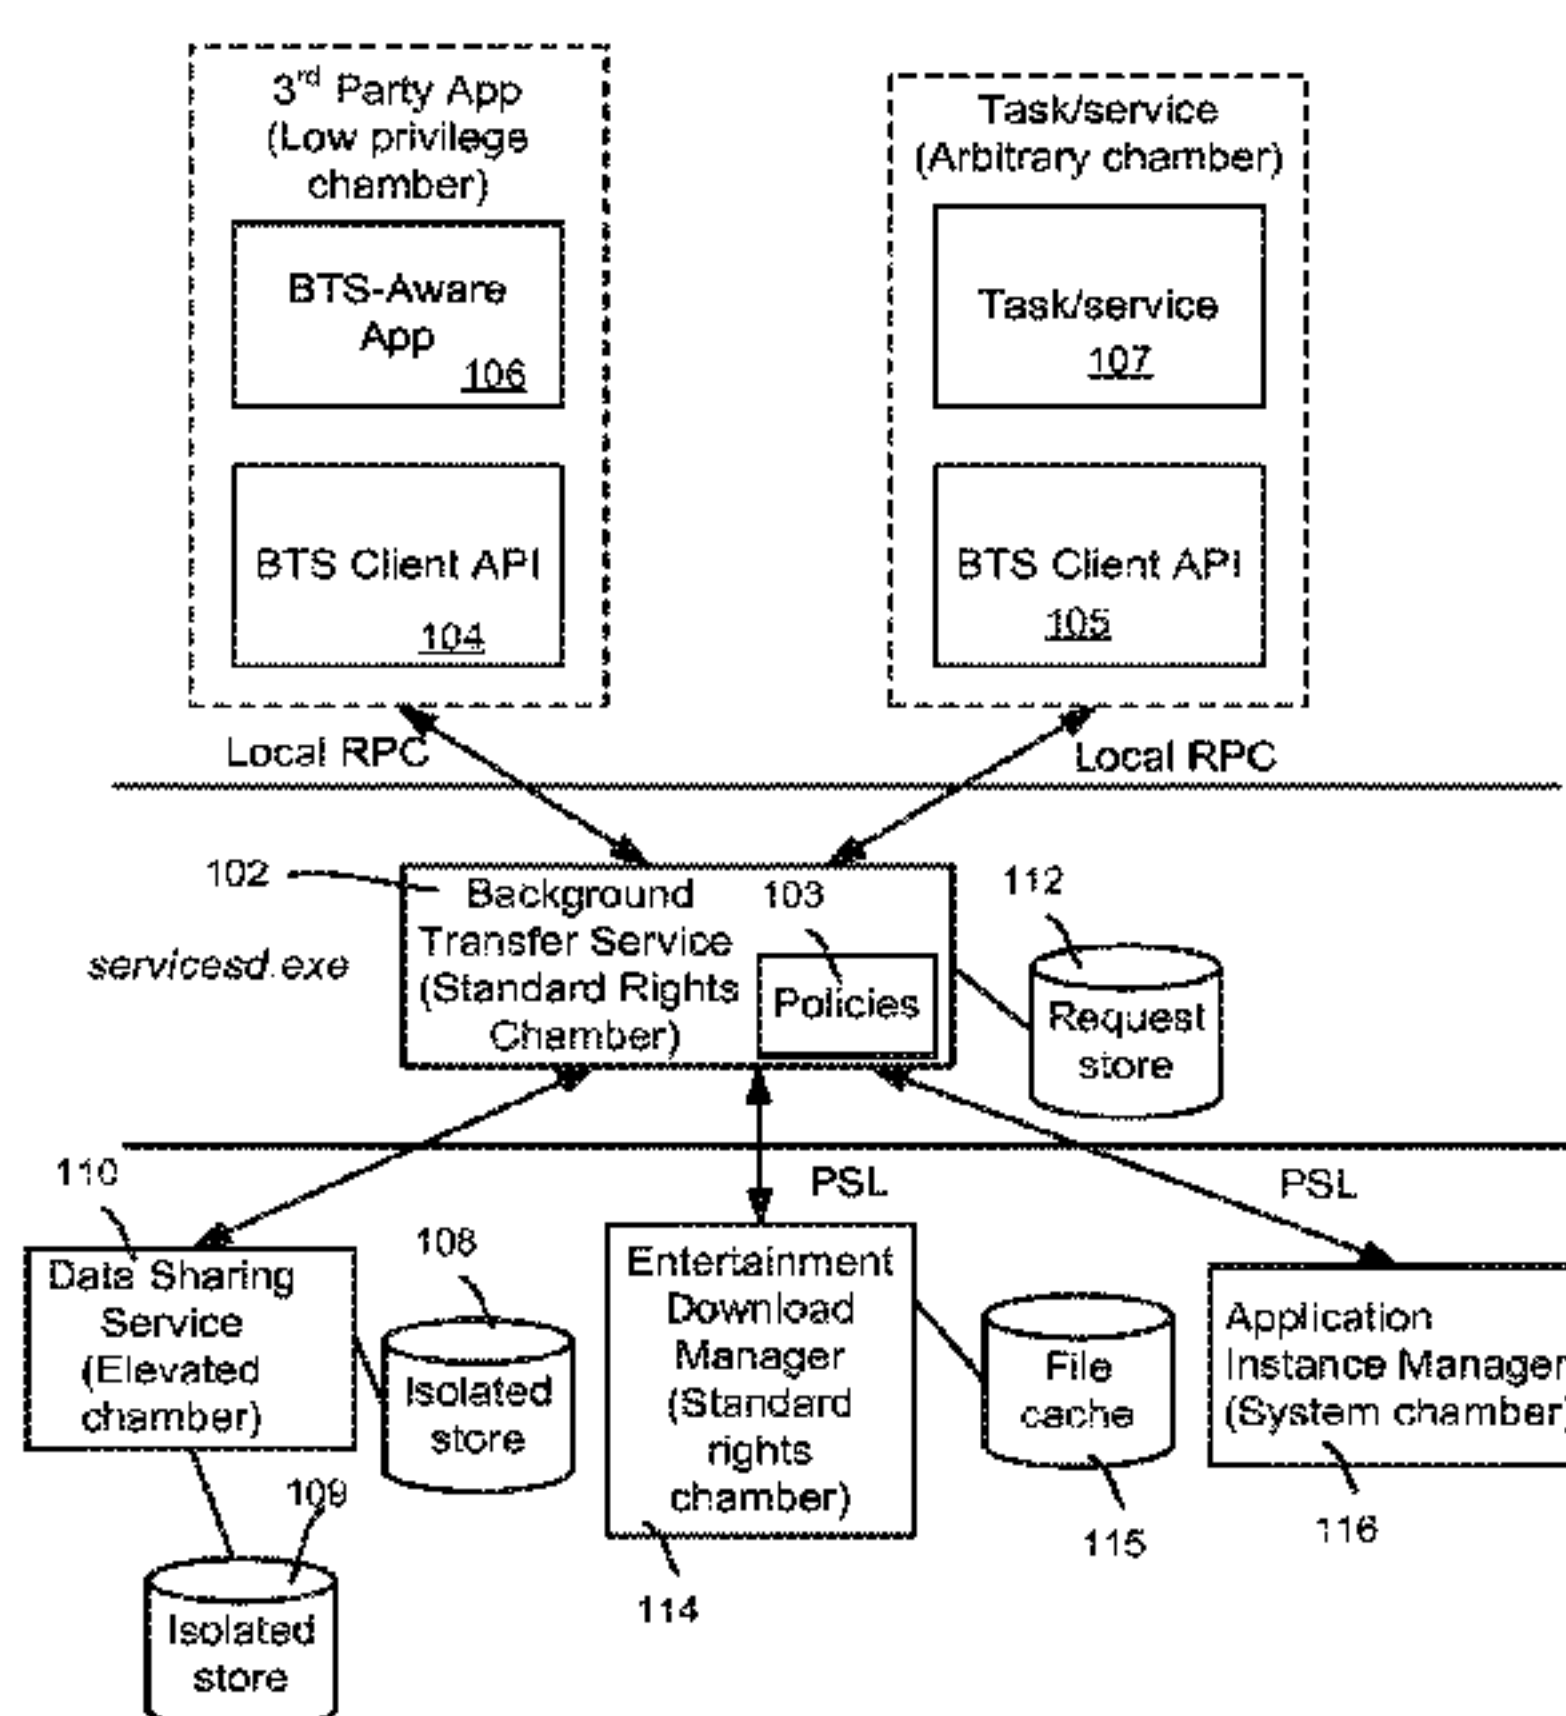 3rd Party App
(Low privilege
chamber)
BTS-Aware
App
106
BTS Client API
104
Task/service
(Arbitrary chamber)
Task/service
107
BTS Client API
105
Local RPC
Local RPC
102
Background
Transfer Service
(Standard Rights
Chamber)
103
Policies
servicesd.exe
112
Request
store
PSL
PSL
110
Data Sharing
Service
(Elevated
chamber)
108
Isolated
store
109
Isolated
store
Entertainment
Download
Manager
(Standard
rights
chamber)
114
File
cache
115
Application
Instance Manager
(System chamber)
116